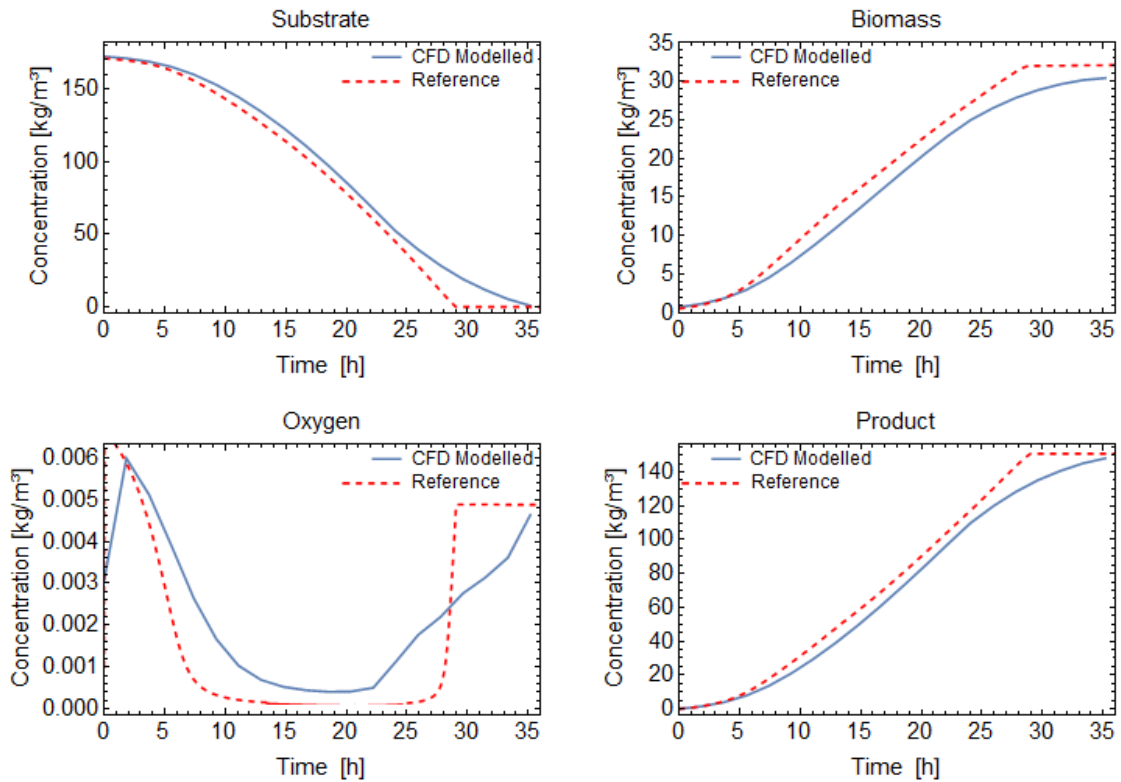 Substrate
CFD Modelled
Reference
Concentration [kg/m³]
150
100
50
0
0 5 10 15 20 25 30 35
Time [h]
Biomass
CFD Modelled
Reference
Concentration [kg/m³]
35
30
25
20
15
10
5
0
0 5 10 15 20 25 30 35
Time [h]
Oxygen
CFD Modelled
Reference
Concentration [kg/m³]
0.006
0.005
0.004
0.003
0.002
0.001
0.000
0 5 10 15 20 25 30 35
Time [h]
Product
CFD Modelled
Reference
Concentration [kg/m³]
140
120
100
80
60
40
20
0
0 5 10 15 20 25 30 35
Time [h]